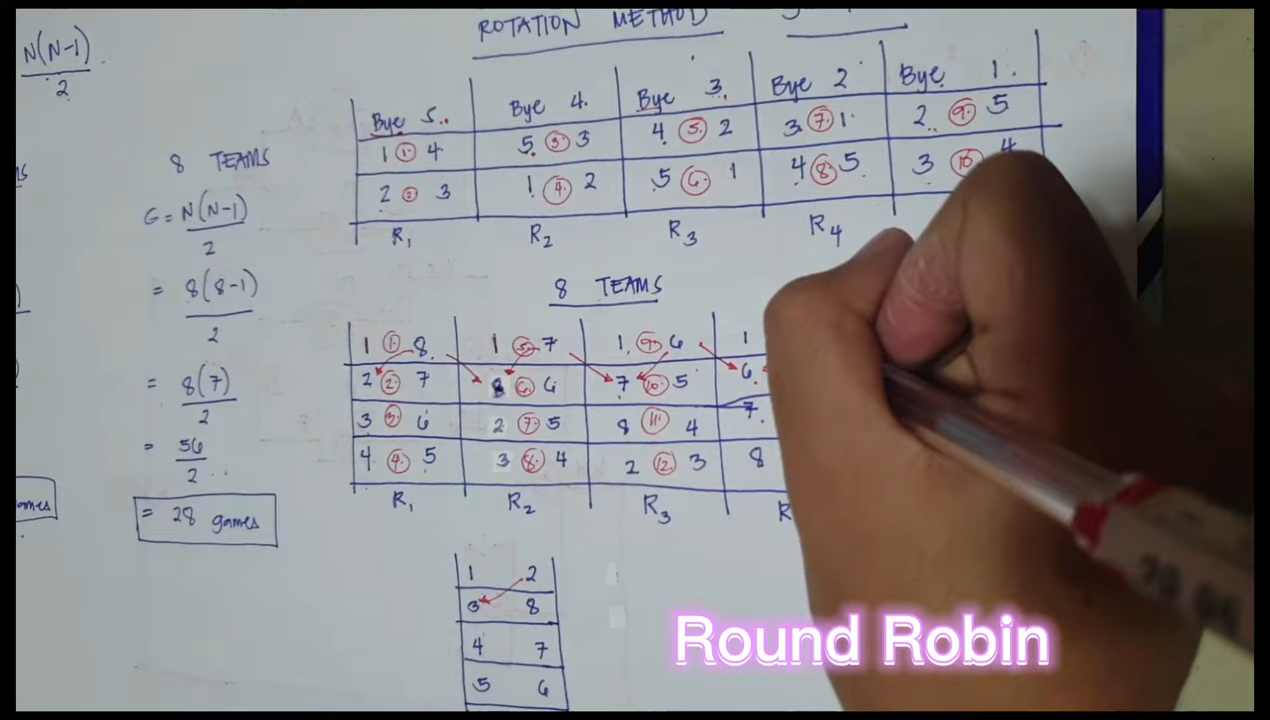 ROTATION METHOD
N(N-1)
2
Bye 5. Bye 4. Bye 3. Bye 2 Bye 1.
1 ① 4 5 ③ 3 4 ⑤ 2 3 ⑦ 1 2 ⑨ 5
2 ② 3 1 ④ 2 5 ⑥ 1 4 ⑧ 5 3 ⑩ 4
R1 R2 R3 R4
8 TEAMS
G = N(N-1)
2
= 8(8-1)
2
= 8(7)
2
= 56
2
= 28 games
games
8 TEAMS
1 ① 8 1 ⑤ 7 1 ⑨ 6 1
2 ② 7 8 ⑥ 6 7 ⑩ 5 6
3 ③ 6 2 ⑦ 5 8 ⑪ 4 7
4 ④ 5 3 ⑧ 4 2 ⑫ 3 8
R1 R2 R3 R
1 2
3 8
4 7
5 6
Round Robin